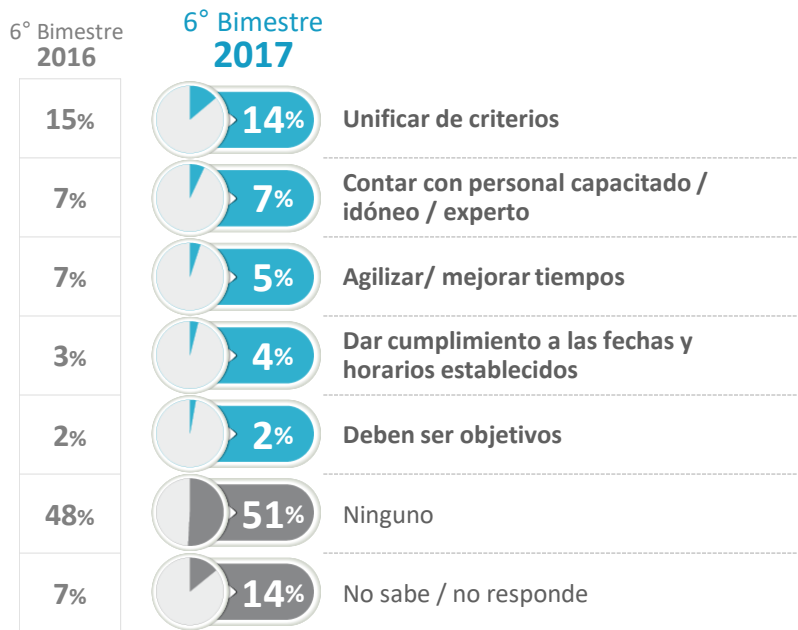 6° Bimestre
2016
6° Bimestre
2017
15% 14% Unificar de criterios
7% 7% Contar con personal capacitado /
idóneo / experto
7% 5% Agilizar/ mejorar tiempos
3% 4% Dar cumplimiento a las fechas y
horarios establecidos
2% 2% Deben ser objetivos
48% 51% Ninguno
7% 14% No sabe / no responde